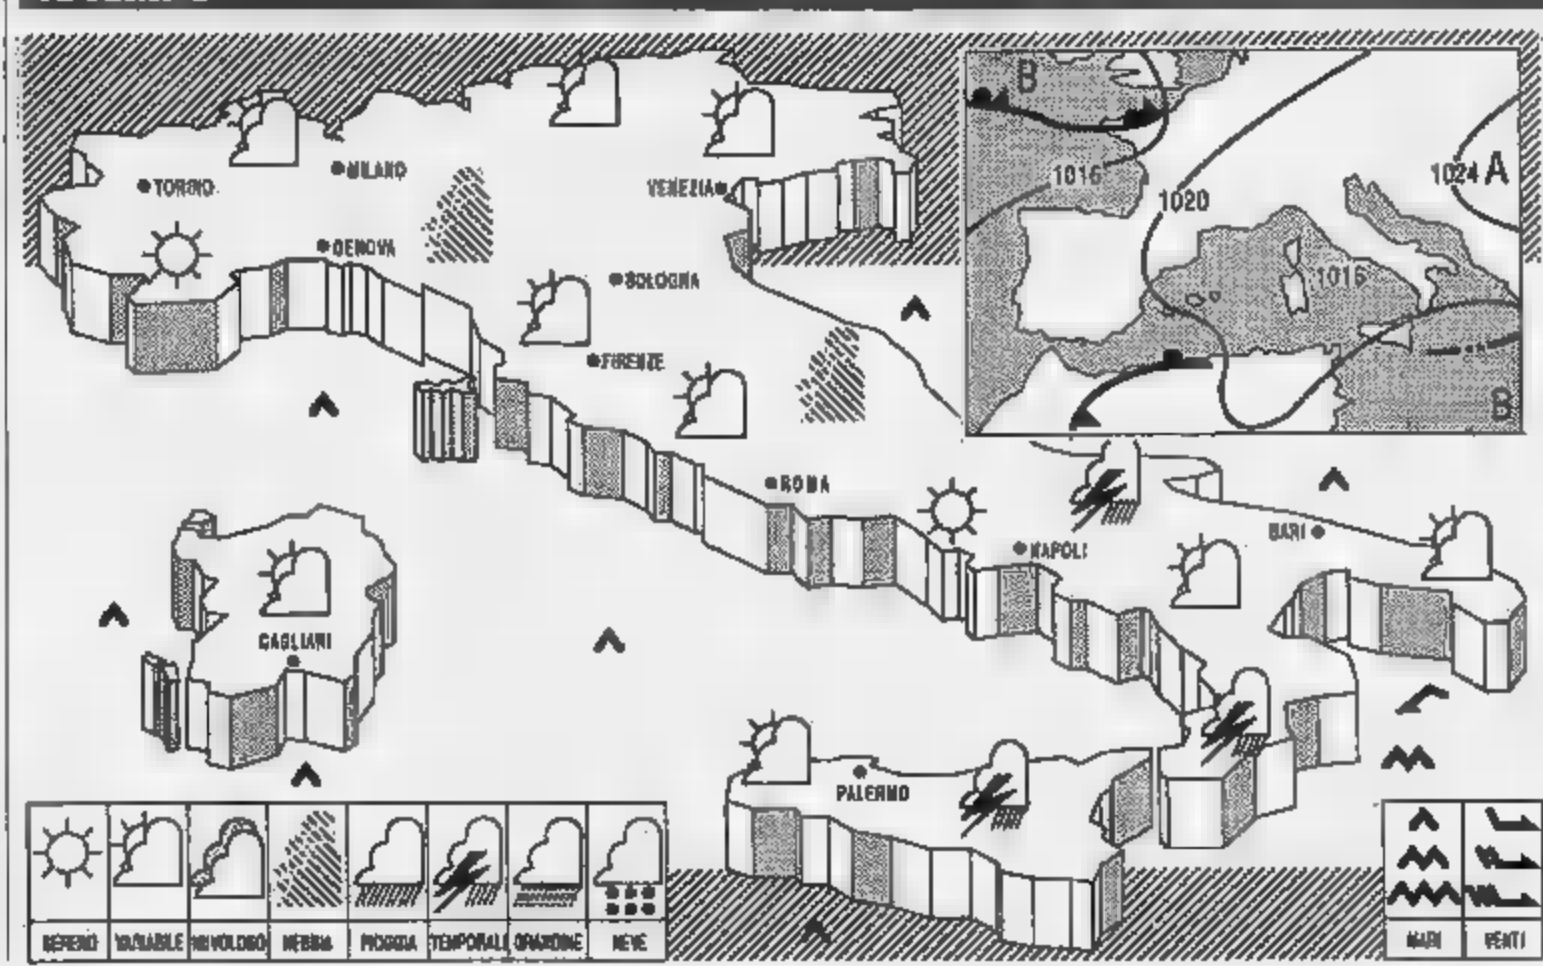 B
1016
1020
1024 A
1016
B
TORINO
MILANO
VENEZIA
GENOVA
BOLOGNA
FIRENZE
ROMA
NAPOLI
BARI
CAGLIARI
PALERMO
SERENO VARIABILE NUVOLOSO NEBBIA PIOGGIA TEMPORALI GRANDINE NEVE
MARI VENTI